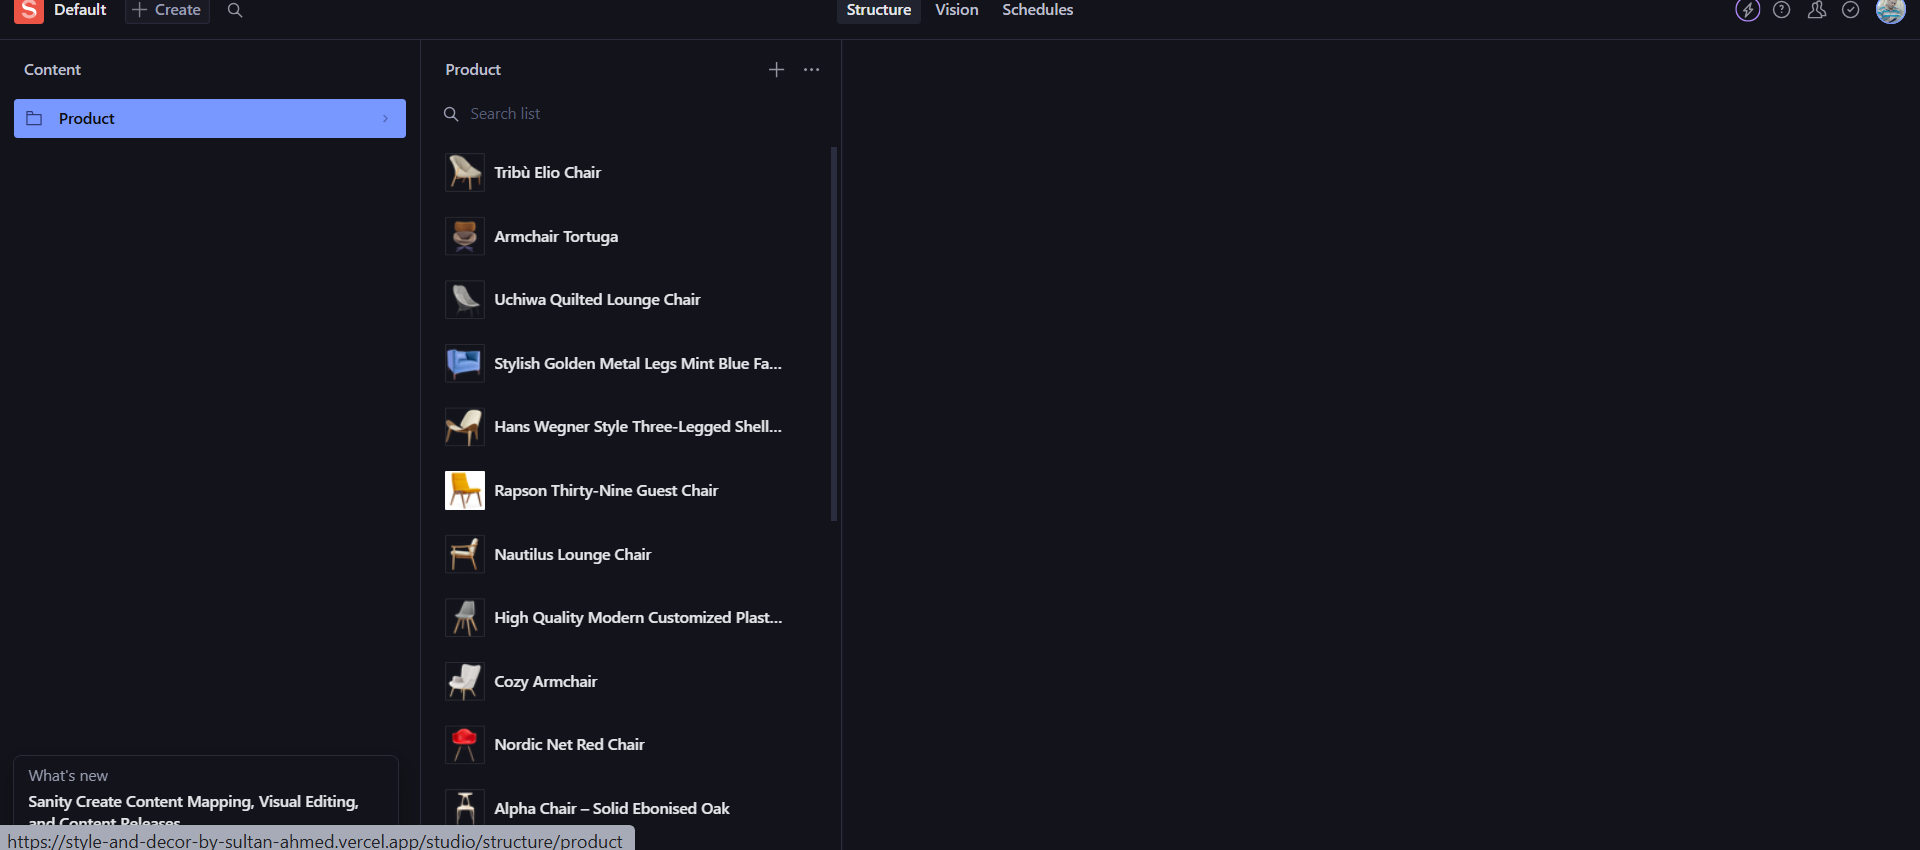 S Default Create
Structure Vision Schedules
Content
Product
Product
Search list
Tribù Elio Chair
Armchair Tortuga
Uchiwa Quilted Lounge Chair
Stylish Golden Metal Legs Mint Blue Fa...
Hans Wegner Style Three-Legged Shell...
Rapson Thirty-Nine Guest Chair
Nautilus Lounge Chair
High Quality Modern Customized Plast...
Cozy Armchair
Nordic Net Red Chair
Alpha Chair – Solid Ebonised Oak
What's new
Sanity Create Content Mapping, Visual Editing,
and Content Releases
https://style-and-decor-by-sultan-ahmed.vercel.app/studio/structure/product